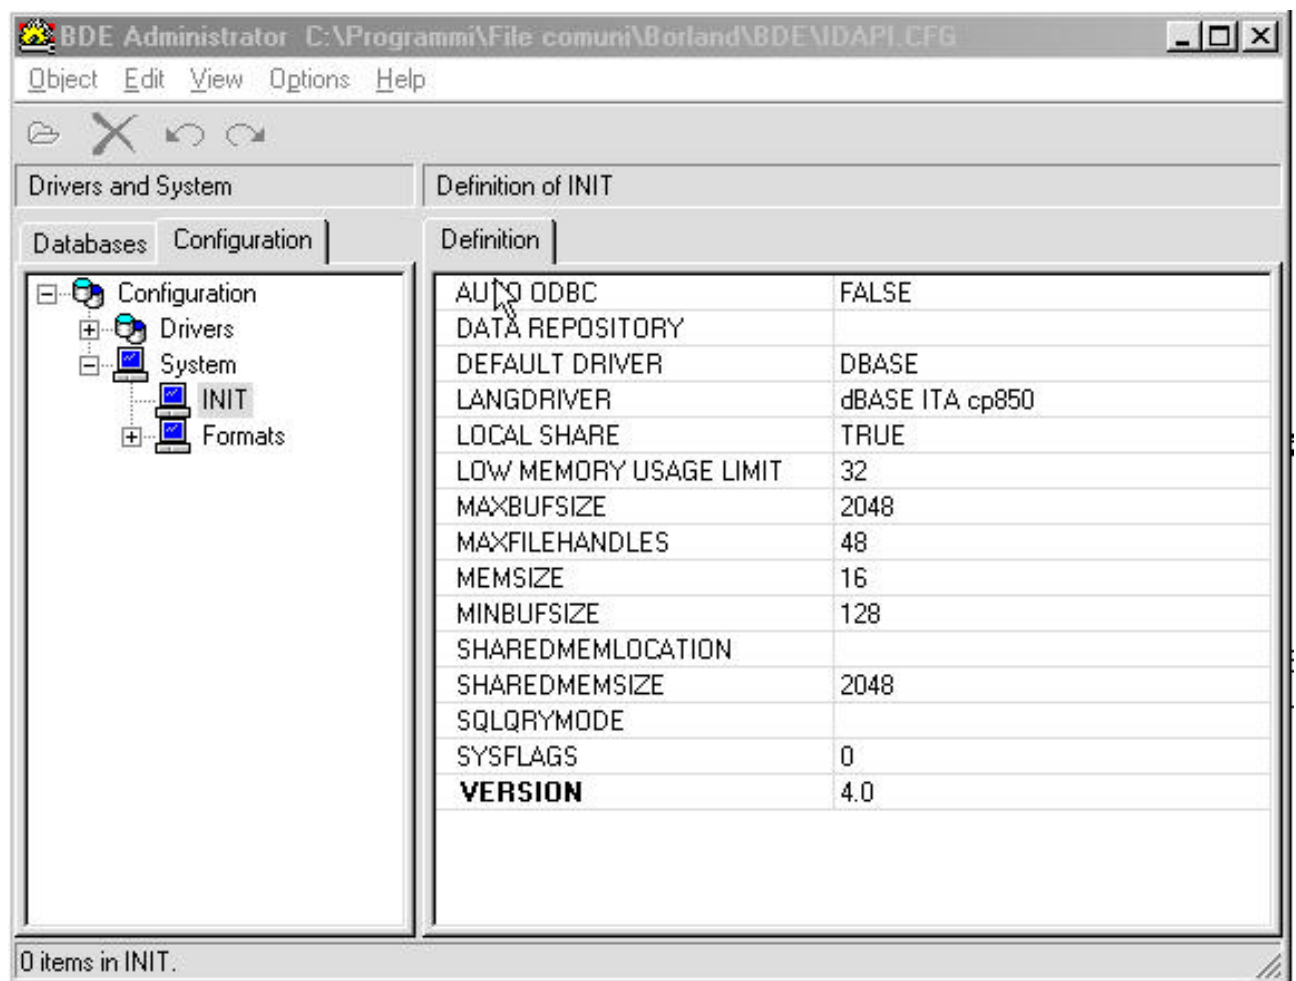 BDE Administrator C:\Programmi\File comuni\Borland\BDE\IDAPI.CFG
Object Edit View Options Help
Drivers and System
Definition of INIT
Databases Configuration
Definition
Configuration
Drivers
System
INIT
Formats
AUTO ODBC FALSE
DATA REPOSITORY
DEFAULT DRIVER DBASE
LANGDRIVER dBASE ITA cp850
LOCAL SHARE TRUE
LOW MEMORY USAGE LIMIT 32
MAXBUFSIZE 2048
MAXFILEHANDLES 48
MEMSIZE 16
MINBUFSIZE 128
SHAREDMEMLOCATION
SHAREDMEMSIZE 2048
SQLQRYMODE
SYSFLAGS 0
VERSION 4.0
0 items in INIT.